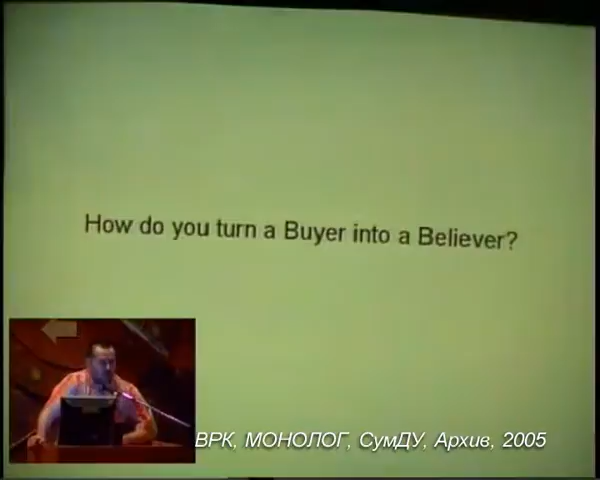 How do you turn a Buyer into a Believer?
ВРК, МОНОЛОГ, СумДУ, Архив, 2005